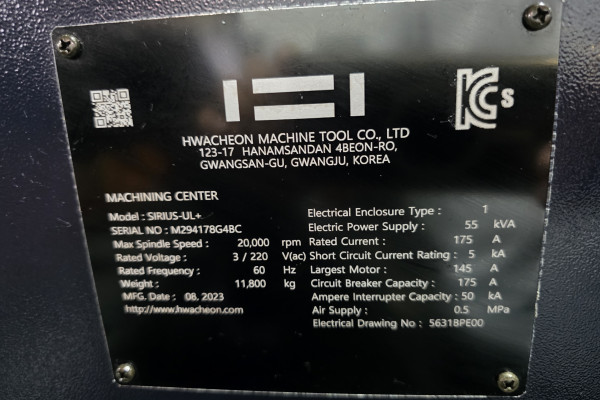 HWACHEON MACHINE TOOL CO., LTD
123-17 HANAMSANDAN 4BEON-RO,
GWANGSAN-GU, GWANGJU, KOREA
KCs
MACHINING CENTER
Model : SIRIUS-UL+
SERIAL NO : M294178G4BC
Max Spindle Speed : 20,000 rpm
Rated Voltage : 3 / 220 V(ac)
Rated Frequency : 60 Hz
Weight : 11,800 kg
MFG. Date : 08, 2023
http://www.hwacheon.com
Electrical Enclosure Type : 1
Electric Power Supply : 55 kVA
Rated Current : 175 A
Short Circuit Current Rating : 5 kA
Largest Motor : 145 A
Circuit Breaker Capacity : 175 A
Ampere Interrupter Capacity : 50 kA
Air Supply : 0.5 MPa
Electrical Drawing No : 5631BPE00